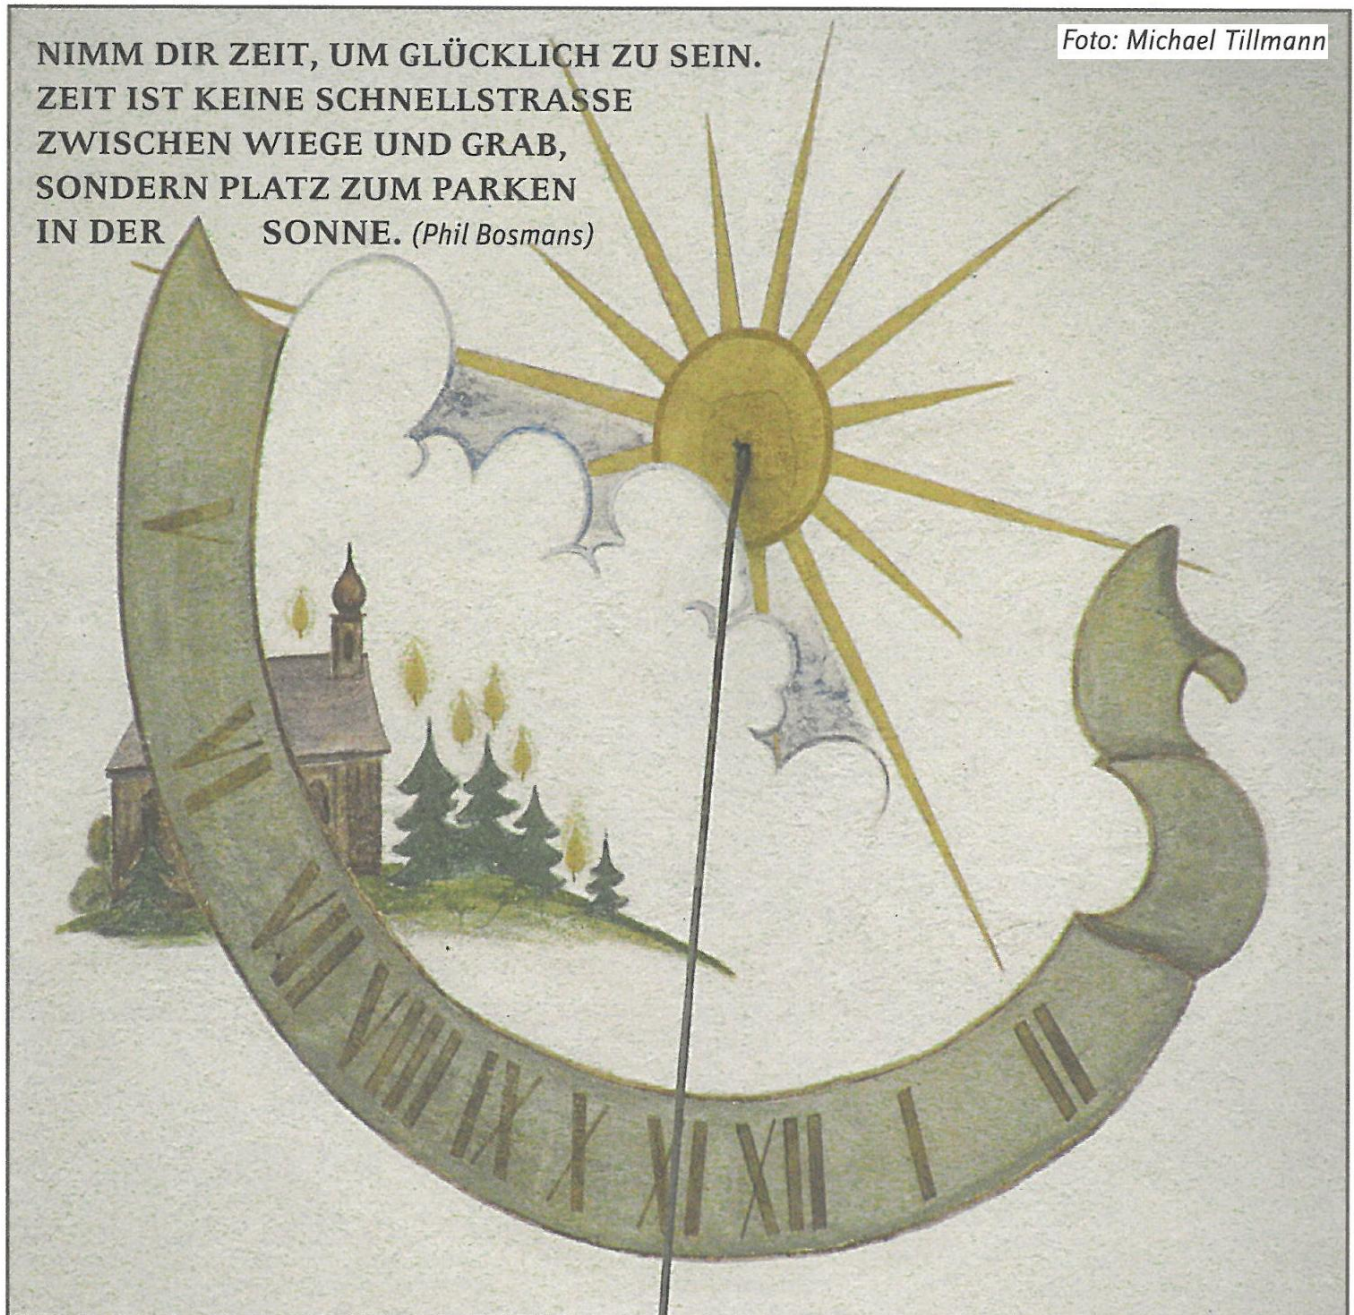 NIMM DIR ZEIT, UM GLÜCKLICH ZU SEIN.
ZEIT IST KEINE SCHNELLSTRASSE
ZWISCHEN WIEGE UND GRAB,
SONDERN PLATZ ZUM PARKEN
IN DER SONNE. (Phil Bosmans)
Foto: Michael Tillmann
V
VI
VII
VIII
IX
X
XI
XII
I
II